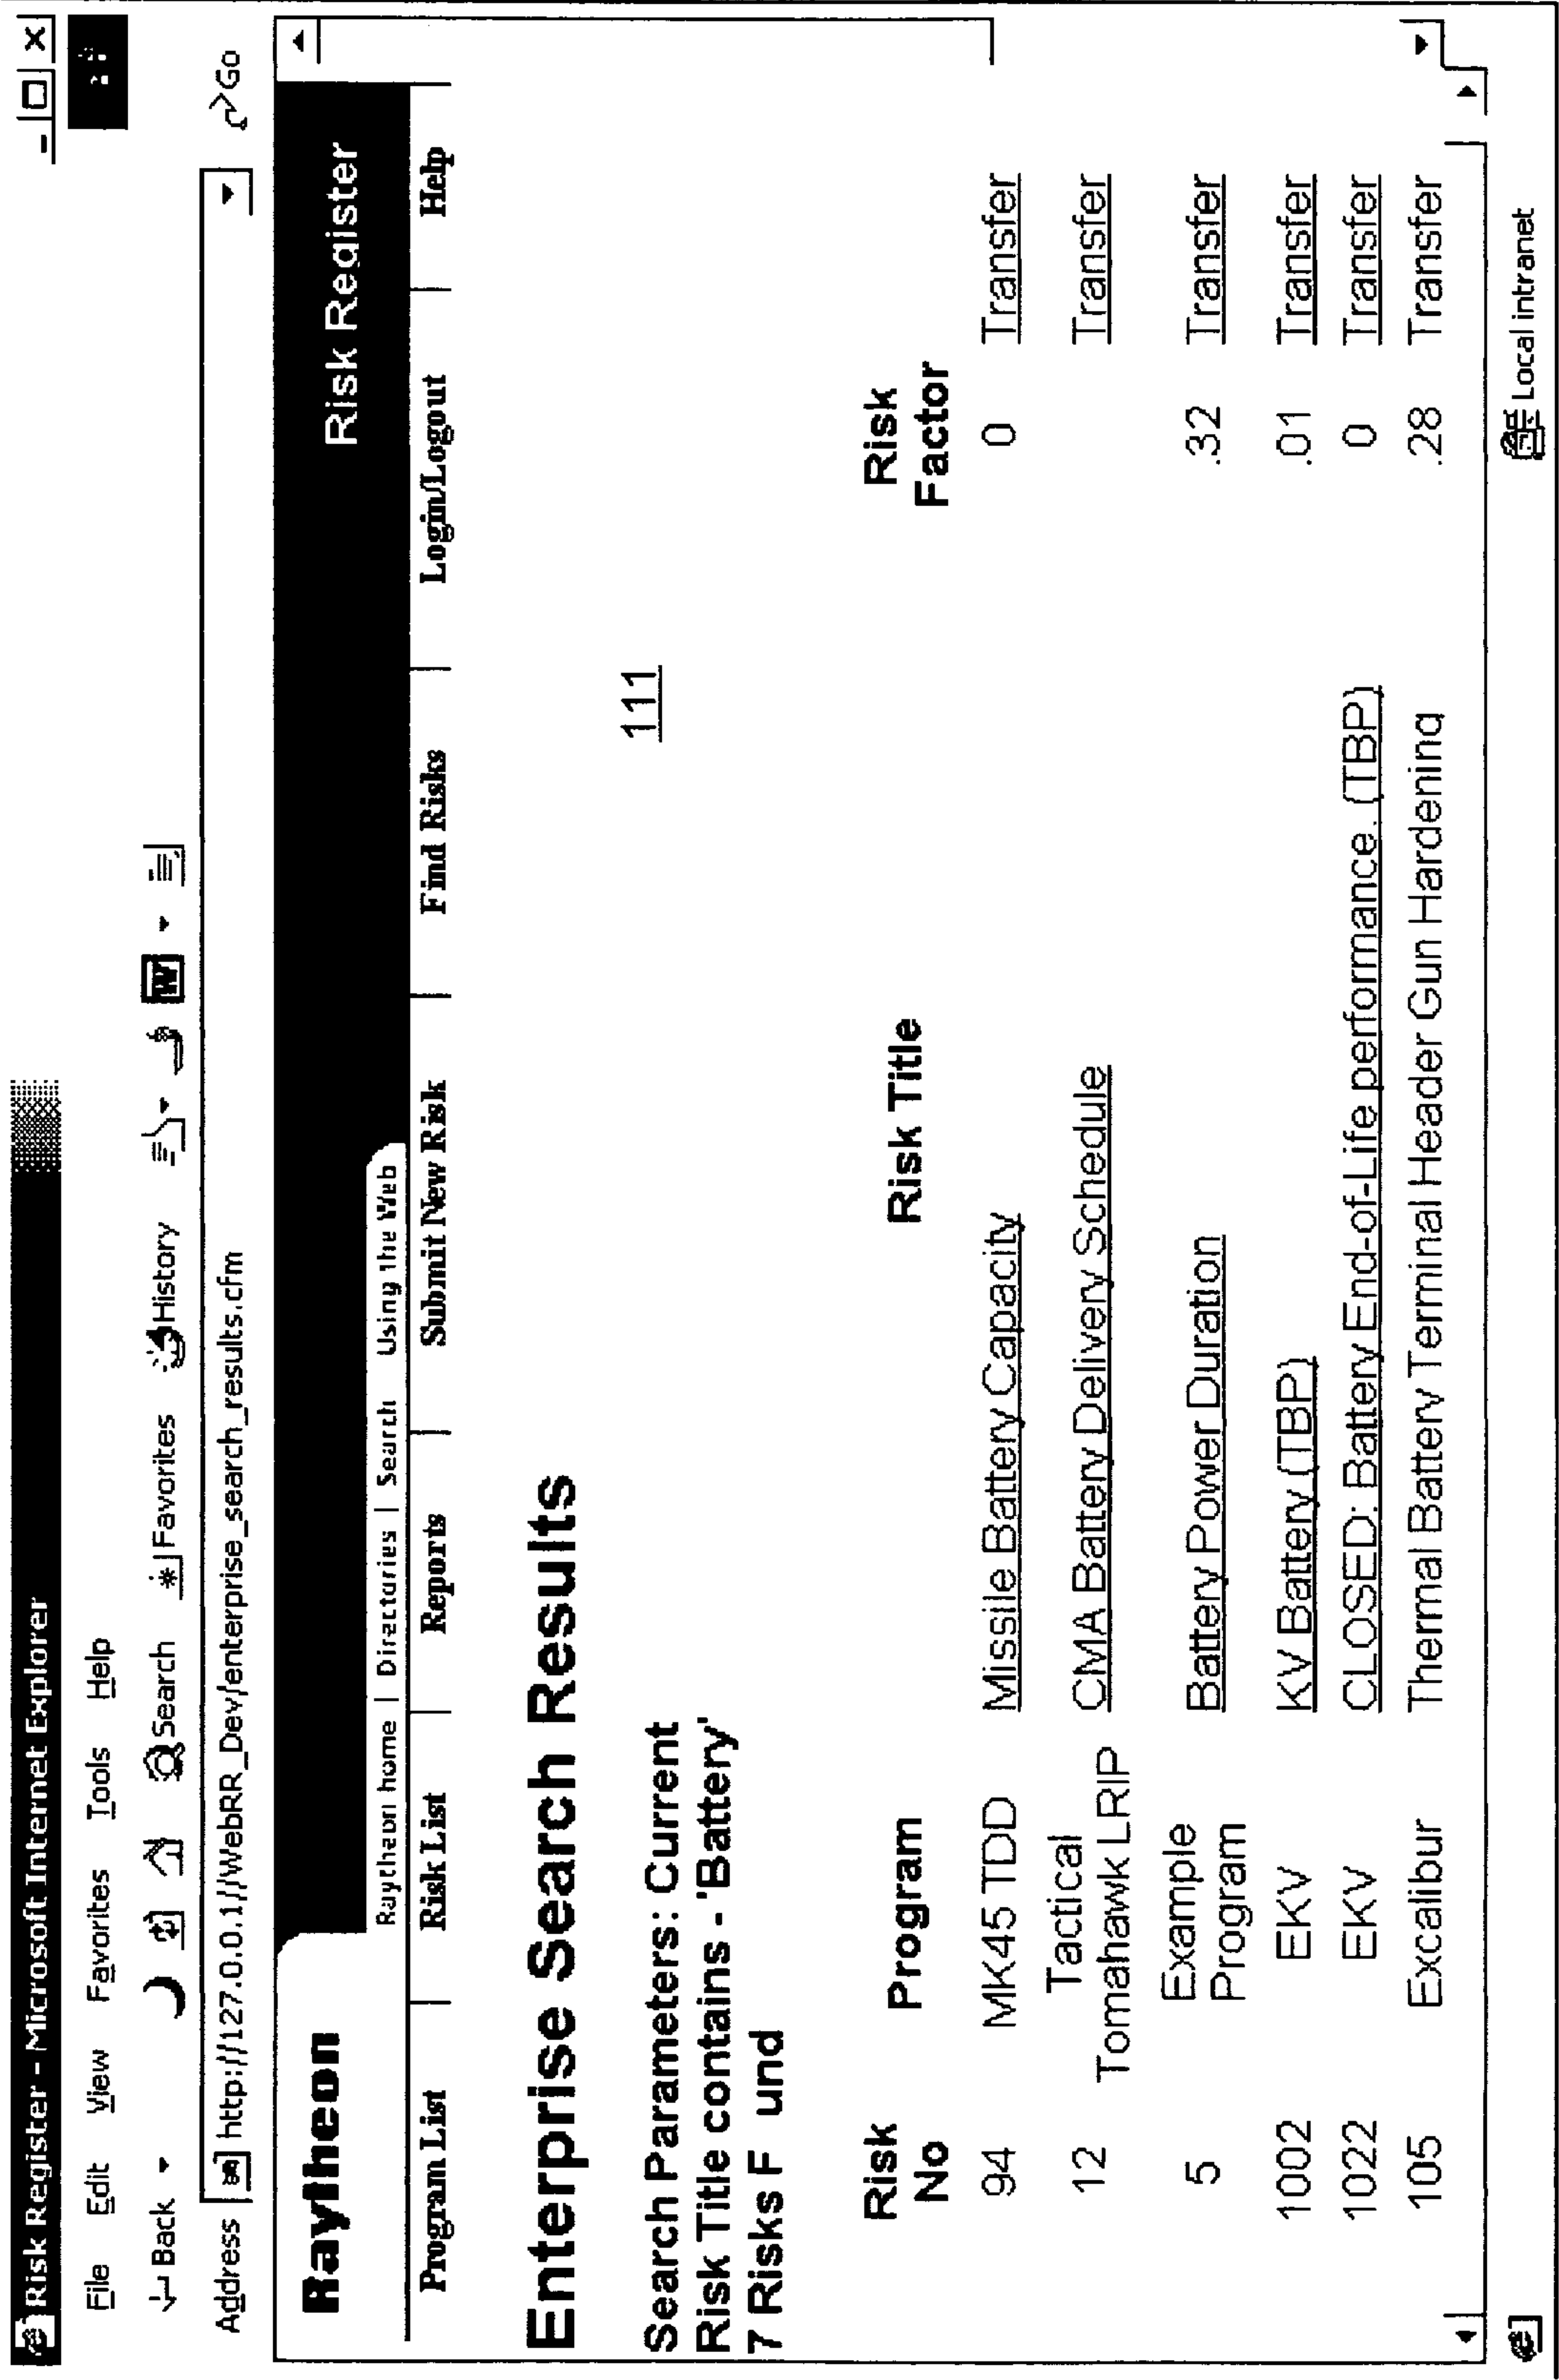 Risk Register - Microsoft Internet Explorer
File Edit View Favorites Tools Help
Back Search Favorites History
Address http://127.0.0.1//WebRR_Dev/enterprise_search_results.cfm Go
Raytheon Risk Register
Raytheon home | Directories | Search Using the Web
Program List Risk List Reports Submit New Risk Find Risks Login/Logout Help
Enterprise Search Results
111
Search Parameters: Current
Risk Title contains - 'Battery'
7 Risks F und
Risk No Program Risk Title Risk Factor
94 MK45 TDD Missile Battery Capacity 0 Transfer
12 Tactical Tomahawk LRIP CMA Battery Delivery Schedule Transfer
5 Example Program Battery Power Duration .32 Transfer
1002 EKV KV Battery (TBP) .01 Transfer
1022 EKV CLOSED: Battery End-of-Life performance. (TBP) 0 Transfer
105 Excalibur Thermal Battery Terminal Header Gun Hardening .28 Transfer
Local intranet